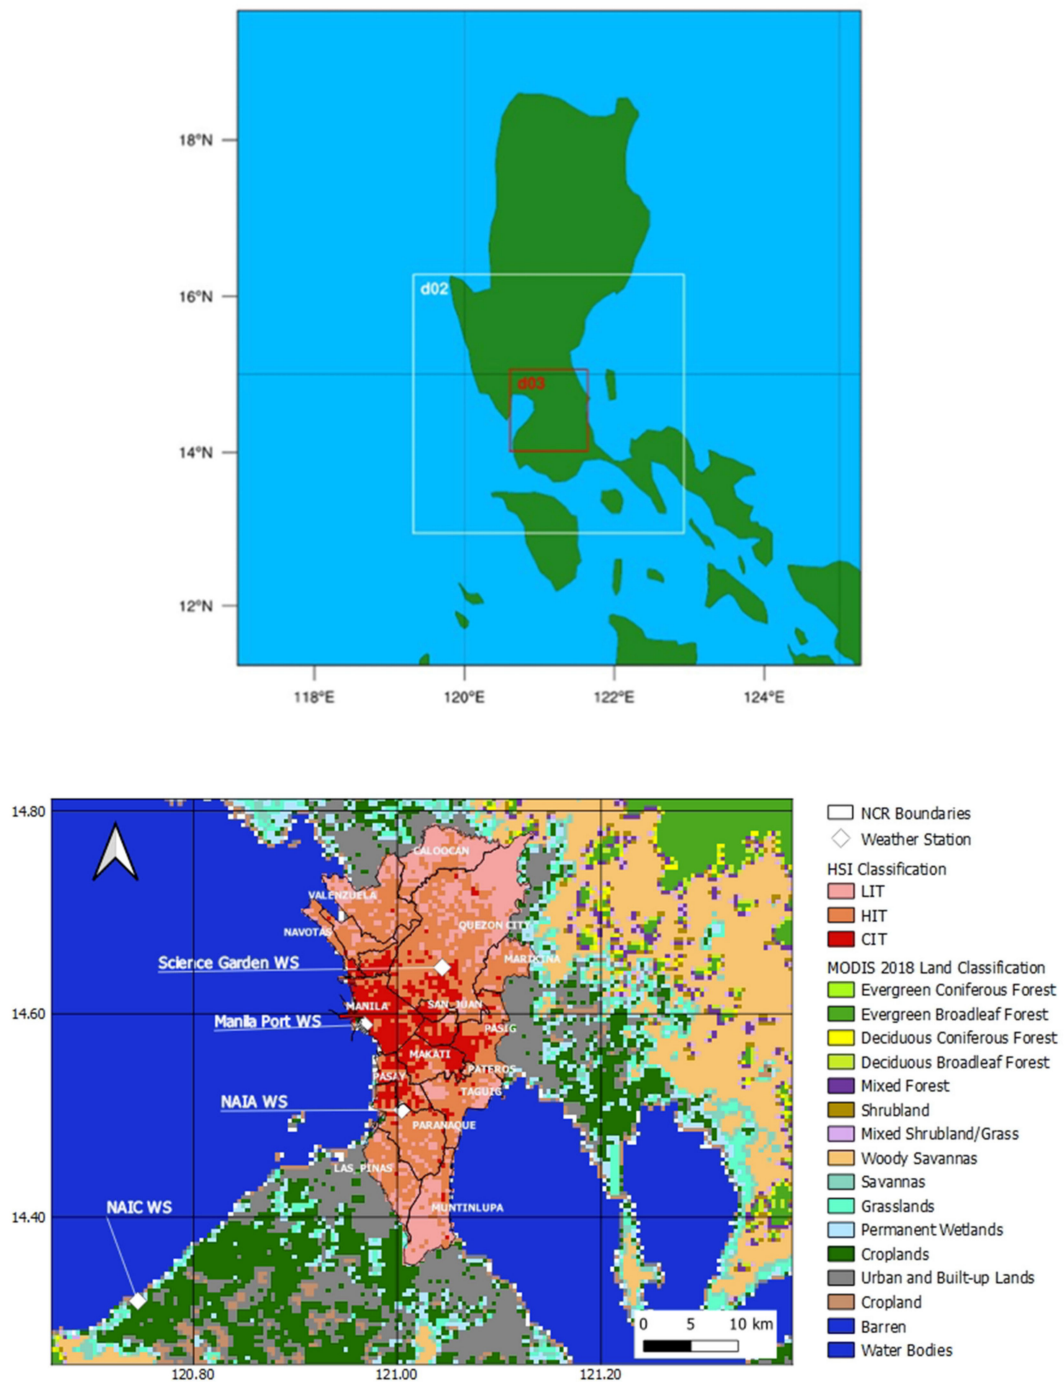 18°N
d02
16°N
d03
14°N
12°N
118°E
120°E
122°E
124°E
14.80
14.60
14.40
120.80
121.00
121.20
CALOOCAN
VALENZUELA
NAVOTAS
QUEZON CITY
MARIKINA
Science Garden WS
MANILA
SAN JUAN
Manila Port WS
PASIG
MAKATI
PASAY
PATEROS
TAGUIG
NAIA WS
PARANAQUE
LAS PINAS
NAIC WS
MUNTINLUPA
0 5 10 km
NCR Boundaries
Weather Station
HSI Classification
LIT
HIT
CIT
MODIS 2018 Land Classification
Evergreen Coniferous Forest
Evergreen Broadleaf Forest
Deciduous Coniferous Forest
Deciduous Broadleaf Forest
Mixed Forest
Shrubland
Mixed Shrubland/Grass
Woody Savannas
Savannas
Grasslands
Permanent Wetlands
Croplands
Urban and Built-up Lands
Cropland
Barren
Water Bodies